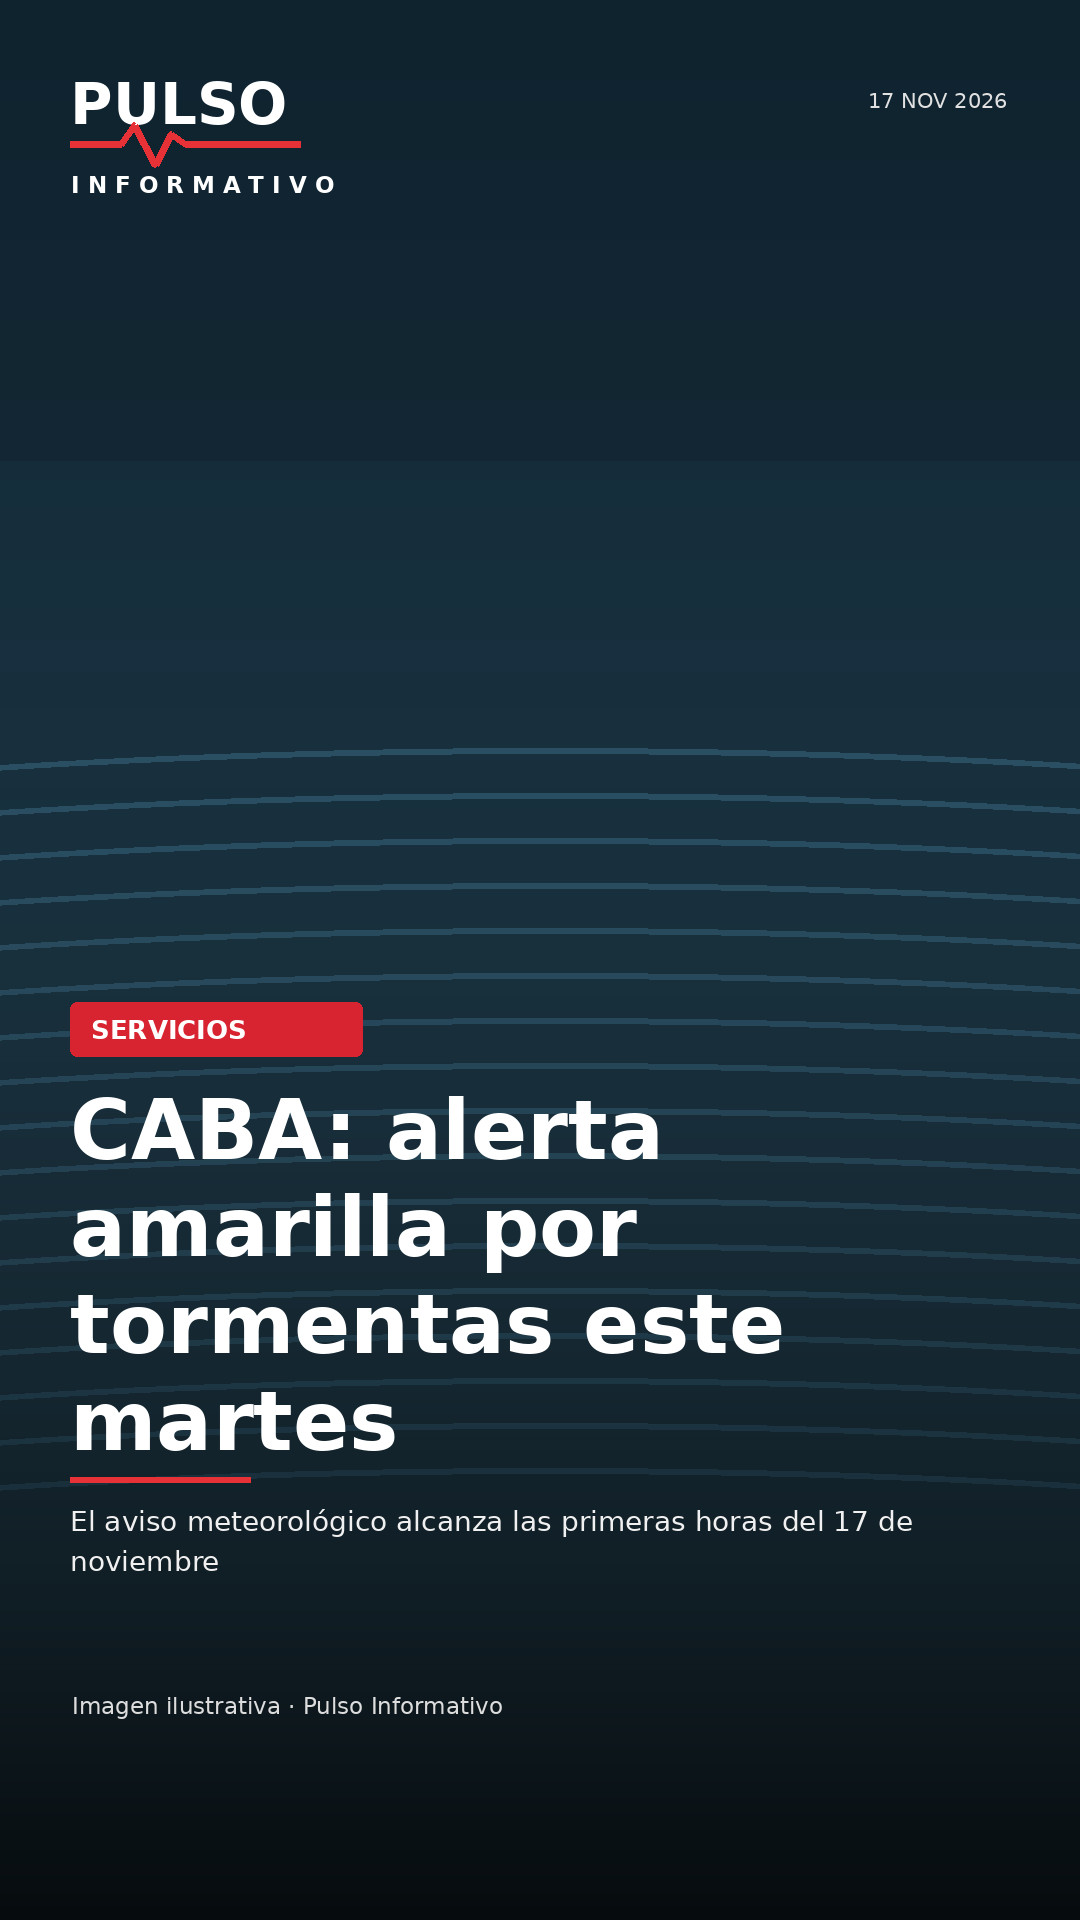 PULSO
INFORMATIVO
17 NOV 2026
SERVICIOS
CABA: alerta
amarilla por
tormentas este
martes
El aviso meteorológico alcanza las primeras horas del 17 de
noviembre
Imagen ilustrativa · Pulso Informativo